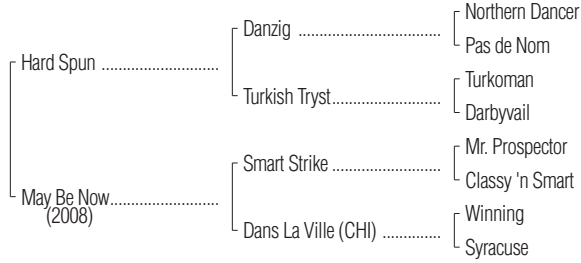 Northern Dancer
Danzig ..............................
Pas de Nom
Hard Spun .........................
Turkoman
Turkish Tryst........................
Darbyvail
Mr. Prospector
Smart Strike ......................
Classy 'n Smart
May Be Now.......................
(2008)
Winning
Dans La Ville (CHI) .............
Syracuse